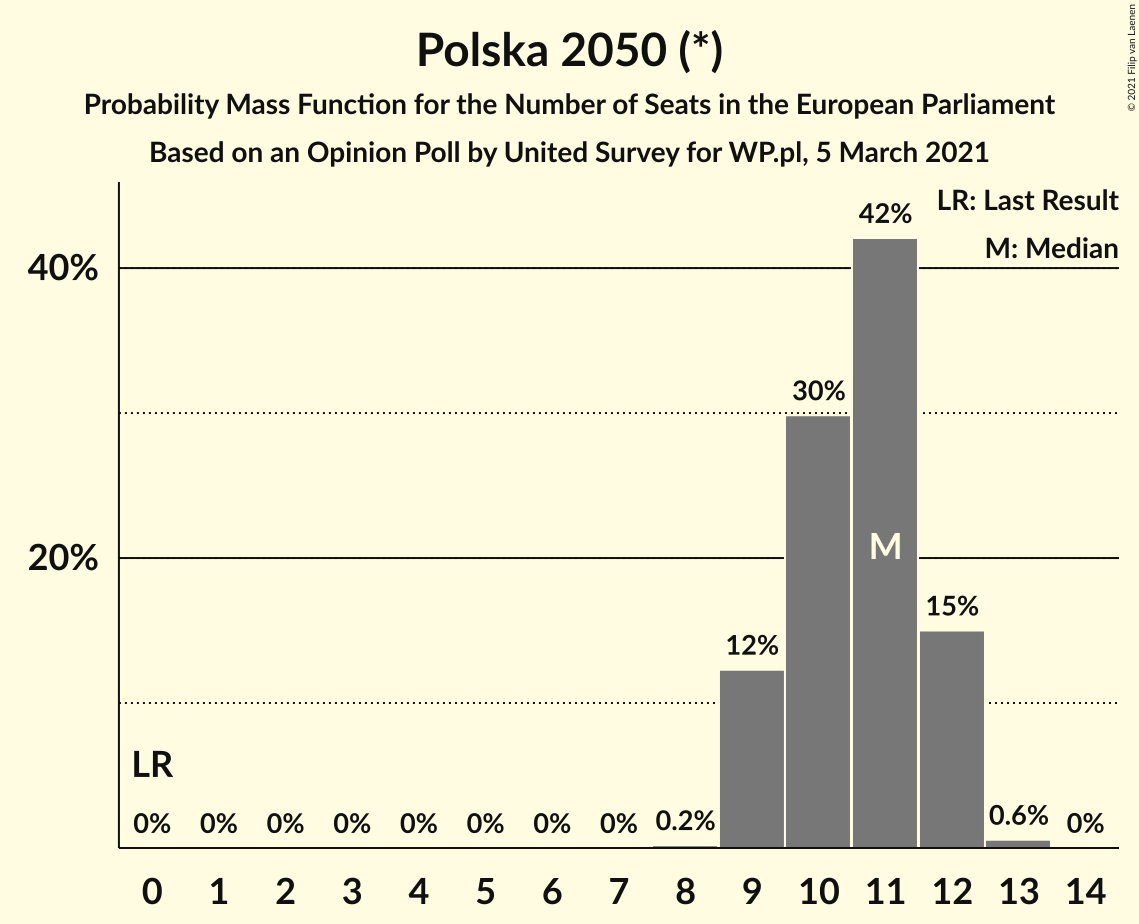 Polska 2050 (*)
Probability Mass Function for the Number of Seats in the European Parliament
Based on an Opinion Poll by United Survey for WP.pl, 5 March 2021
© 2021 Filip van Laenen
LR: Last Result
M: Median
40%
20%
42%
30%
M
15%
12%
LR
0% 0% 0% 0% 0% 0% 0% 0% 0.2% 0.6% 0%
0 1 2 3 4 5 6 7 8 9 10 11 12 13 14